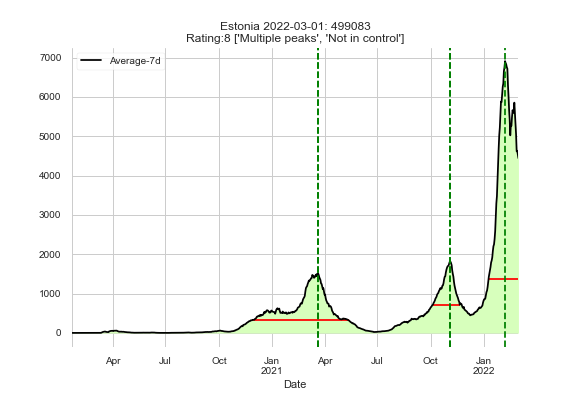 Estonia 2022-03-01: 499083
Rating:8 ['Multiple peaks', 'Not in control']
Average-7d
7000
6000
5000
4000
3000
2000
1000
0
Apr Jul Oct Jan Apr Jul Oct Jan
2021 2022
Date